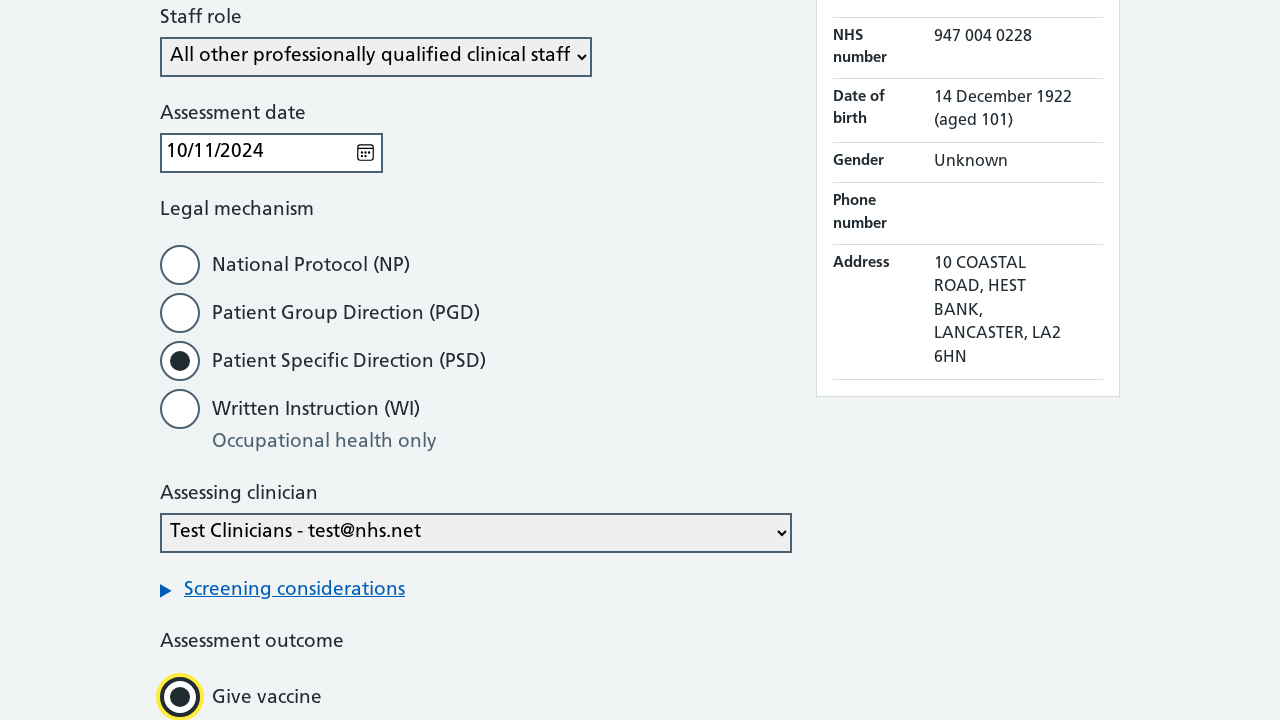 Staff role
All other professionally qualified clinical staff
Assessment date
10/11/2024
Legal mechanism
National Protocol (NP)
Patient Group Direction (PGD)
Patient Specific Direction (PSD)
Written Instruction (WI)
Occupational health only
Assessing clinician
Test Clinicians - test@nhs.net
Screening considerations
Assessment outcome
Give vaccine
NHS number
947 004 0228
Date of birth
14 December 1922 (aged 101)
Gender
Unknown
Phone number
Address
10 COASTAL
ROAD, HEST
BANK,
LANCASTER, LA2
6HN